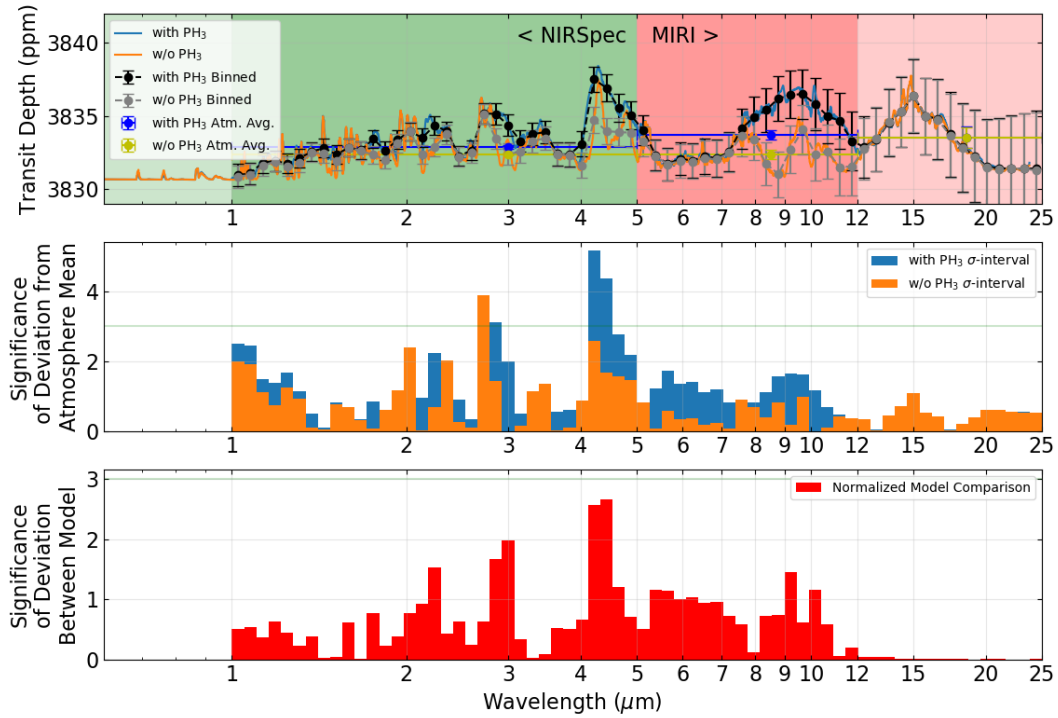 Transit Depth (ppm)
3840
3835
3830
with PH₃
w/o PH₃
with PH₃ Binned
w/o PH₃ Binned
with PH₃ Atm. Avg.
w/o PH₃ Atm. Avg.
< NIRSpec MIRI >
1 2 3 4 5 6 7 8 9 10 12 15 20 25
Significance
of Deviation from
Atmosphere Mean
4
2
0
with PH₃ σ-interval
w/o PH₃ σ-interval
1 2 3 4 5 6 7 8 9 10 12 15 20 25
Significance
of Deviation
Between Model
3
2
1
0
Normalized Model Comparison
1 2 3 4 5 6 7 8 9 10 12 15 20 25
Wavelength (μm)